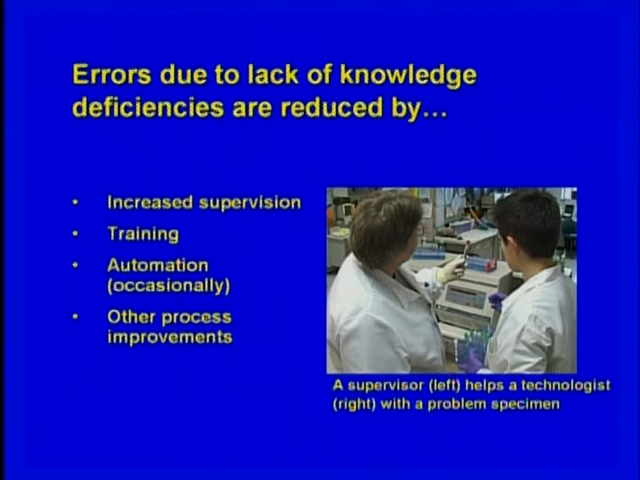 Errors due to lack of knowledge
deficiencies are reduced by…
• Increased supervision
• Training
• Automation
(occasionally)
• Other process
improvements
A supervisor (left) helps a technologist
(right) with a problem specimen